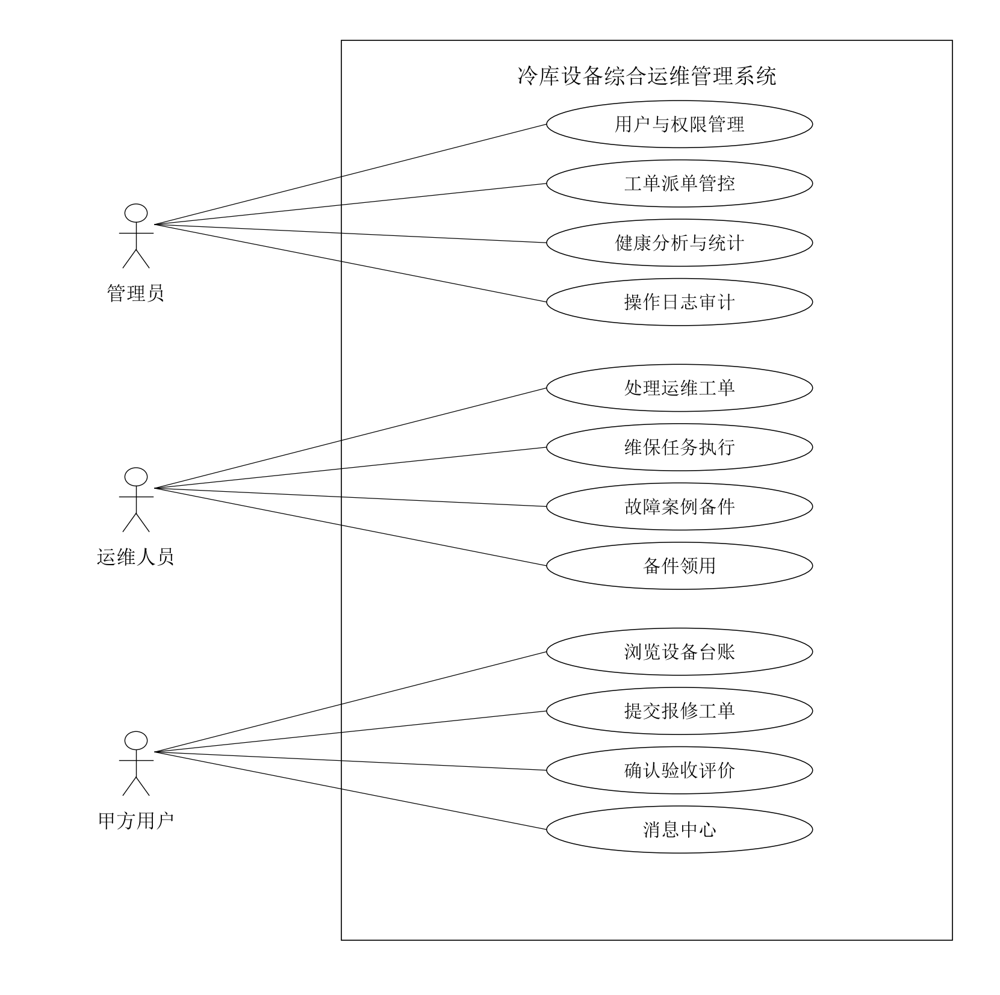 冷库设备综合运维管理系统
用户与权限管理
工单派单管控
健康分析与统计
操作日志审计
管理员
处理运维工单
维保任务执行
故障案例备件
备件领用
运维人员
浏览设备台账
提交报修工单
确认验收评价
消息中心
甲方用户